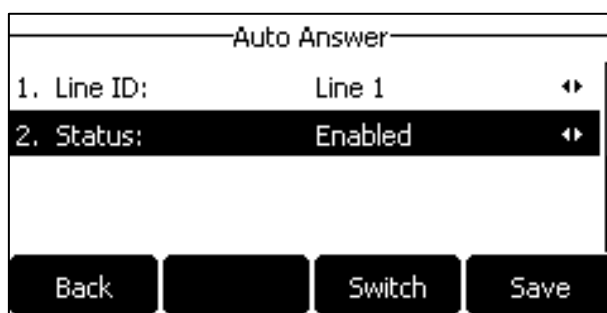 Auto Answer
1. Line ID: Line 1
2. Status: Enabled
Back Switch Save